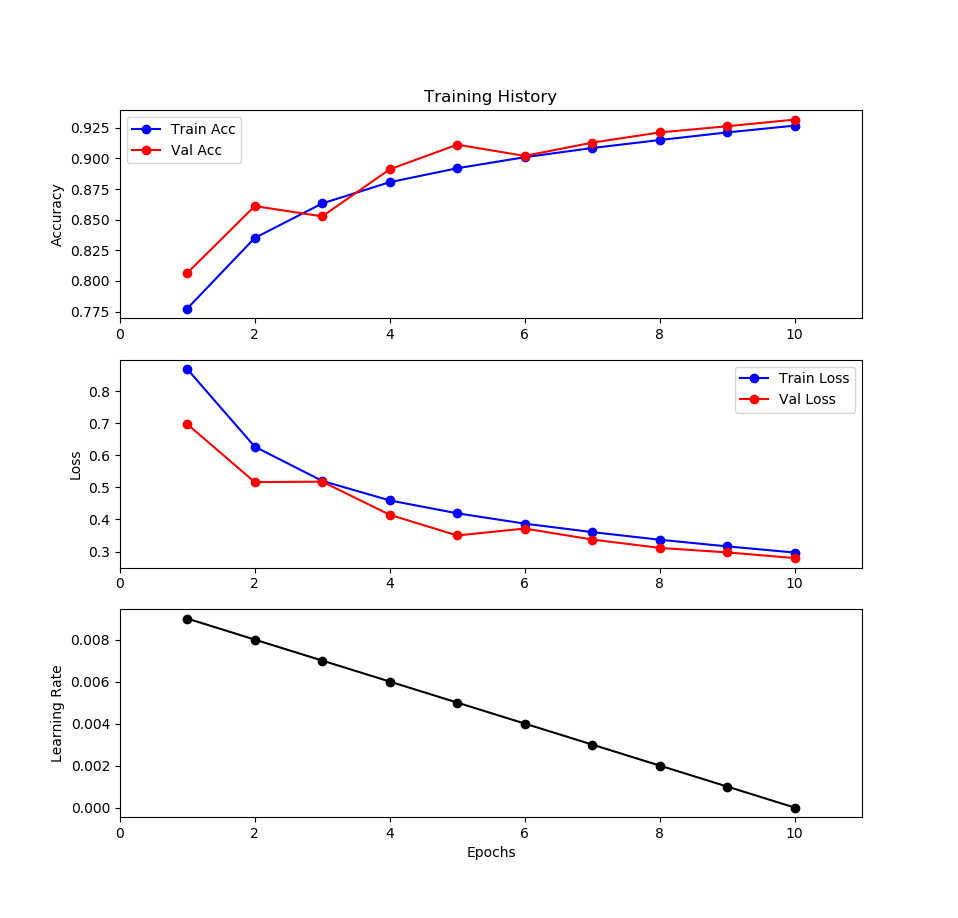 Training History
Train Acc
Val Acc
Accuracy
0.925
0.900
0.875
0.850
0.825
0.800
0.775
0 2 4 6 8 10
Train Loss
Val Loss
Loss
0.8
0.7
0.6
0.5
0.4
0.3
0 2 4 6 8 10
Learning Rate
0.008
0.006
0.004
0.002
0.000
0 2 4 6 8 10
Epochs